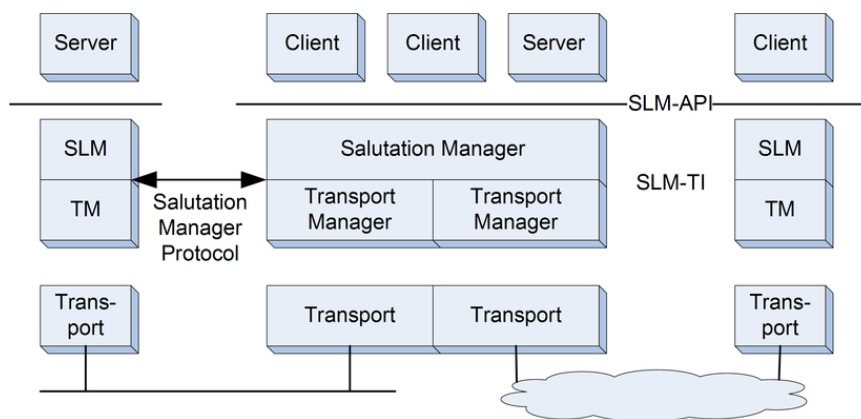 Server
Client
Client
Server
Client
SLM-API
SLM
Salutation Manager
SLM
SLM-TI
TM
Salutation
Manager
Protocol
Transport
Manager
Transport
Manager
TM
Trans-
port
Transport
Transport
Trans-
port